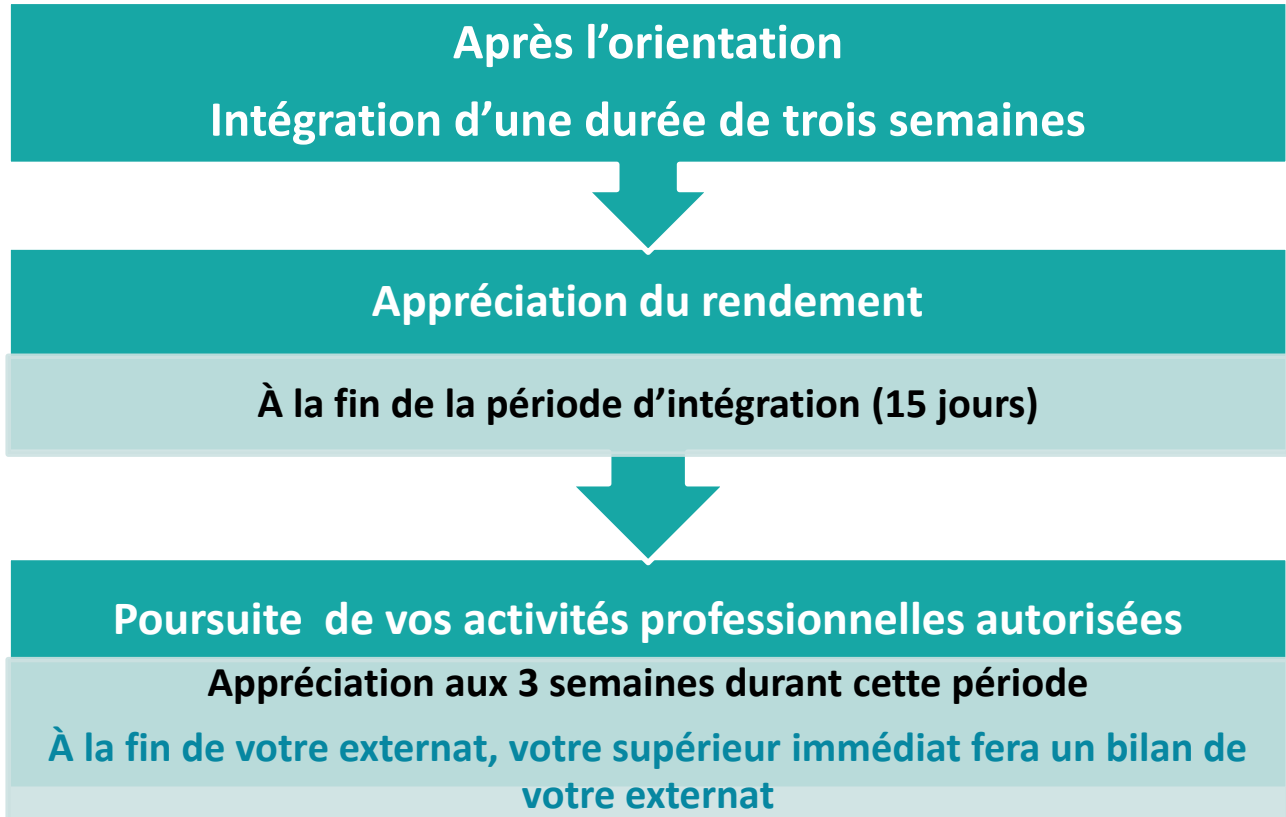 Après l’orientation
Intégration d’une durée de trois semaines
Appréciation du rendement
À la fin de la période d’intégration (15 jours)
Poursuite  de vos activités professionnelles autorisées
Appréciation aux 3 semaines durant cette période
À la fin de votre externat, votre supérieur immédiat fera un bilan de
votre externat